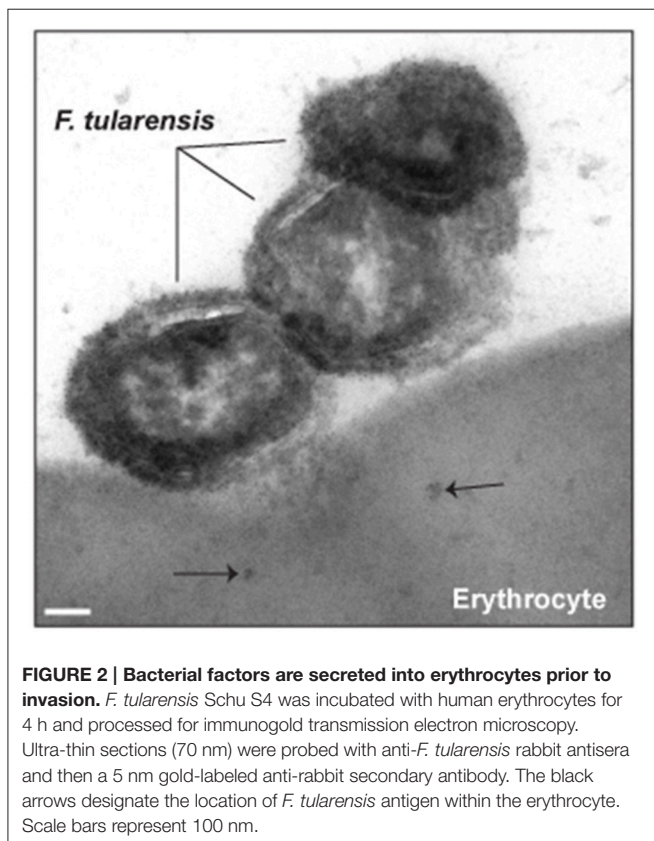 F. tularensis
Erythrocyte
FIGURE 2 | Bacterial factors are secreted into erythrocytes prior to
invasion. F. tularensis Schu S4 was incubated with human erythrocytes for
4 h and processed for immunogold transmission electron microscopy.
Ultra-thin sections (70 nm) were probed with anti-F. tularensis rabbit antisera
and then a 5 nm gold-labeled anti-rabbit secondary antibody. The black
arrows designate the location of F. tularensis antigen within the erythrocyte.
Scale bars represent 100 nm.